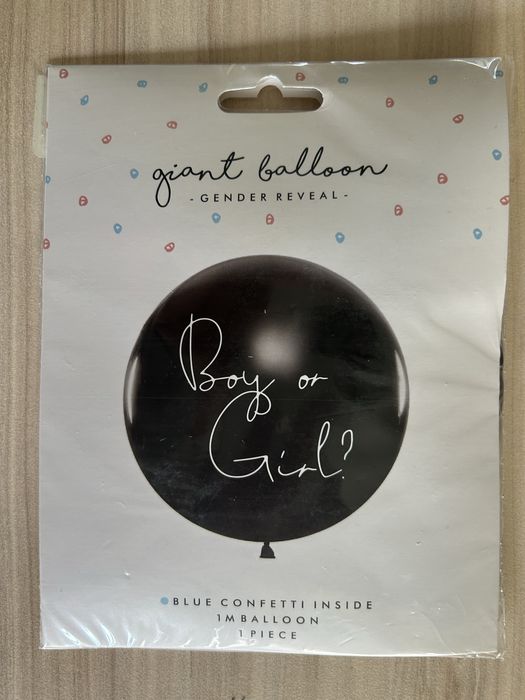 giant balloon
- GENDER REVEAL -
Boy or
Girl?
BLUE CONFETTI INSIDE
1M BALLOON
1 PIECE